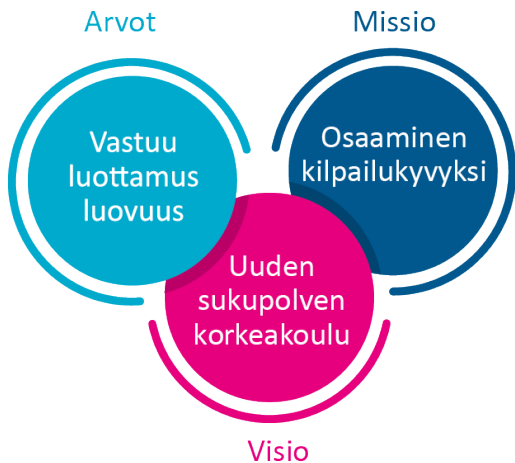 Arvot
Vastuu
luottamus
luovuus
Missio
Osaaminen
kilpailukyvyksi
Uuden
sukupolven
korkeakoulu
Visio